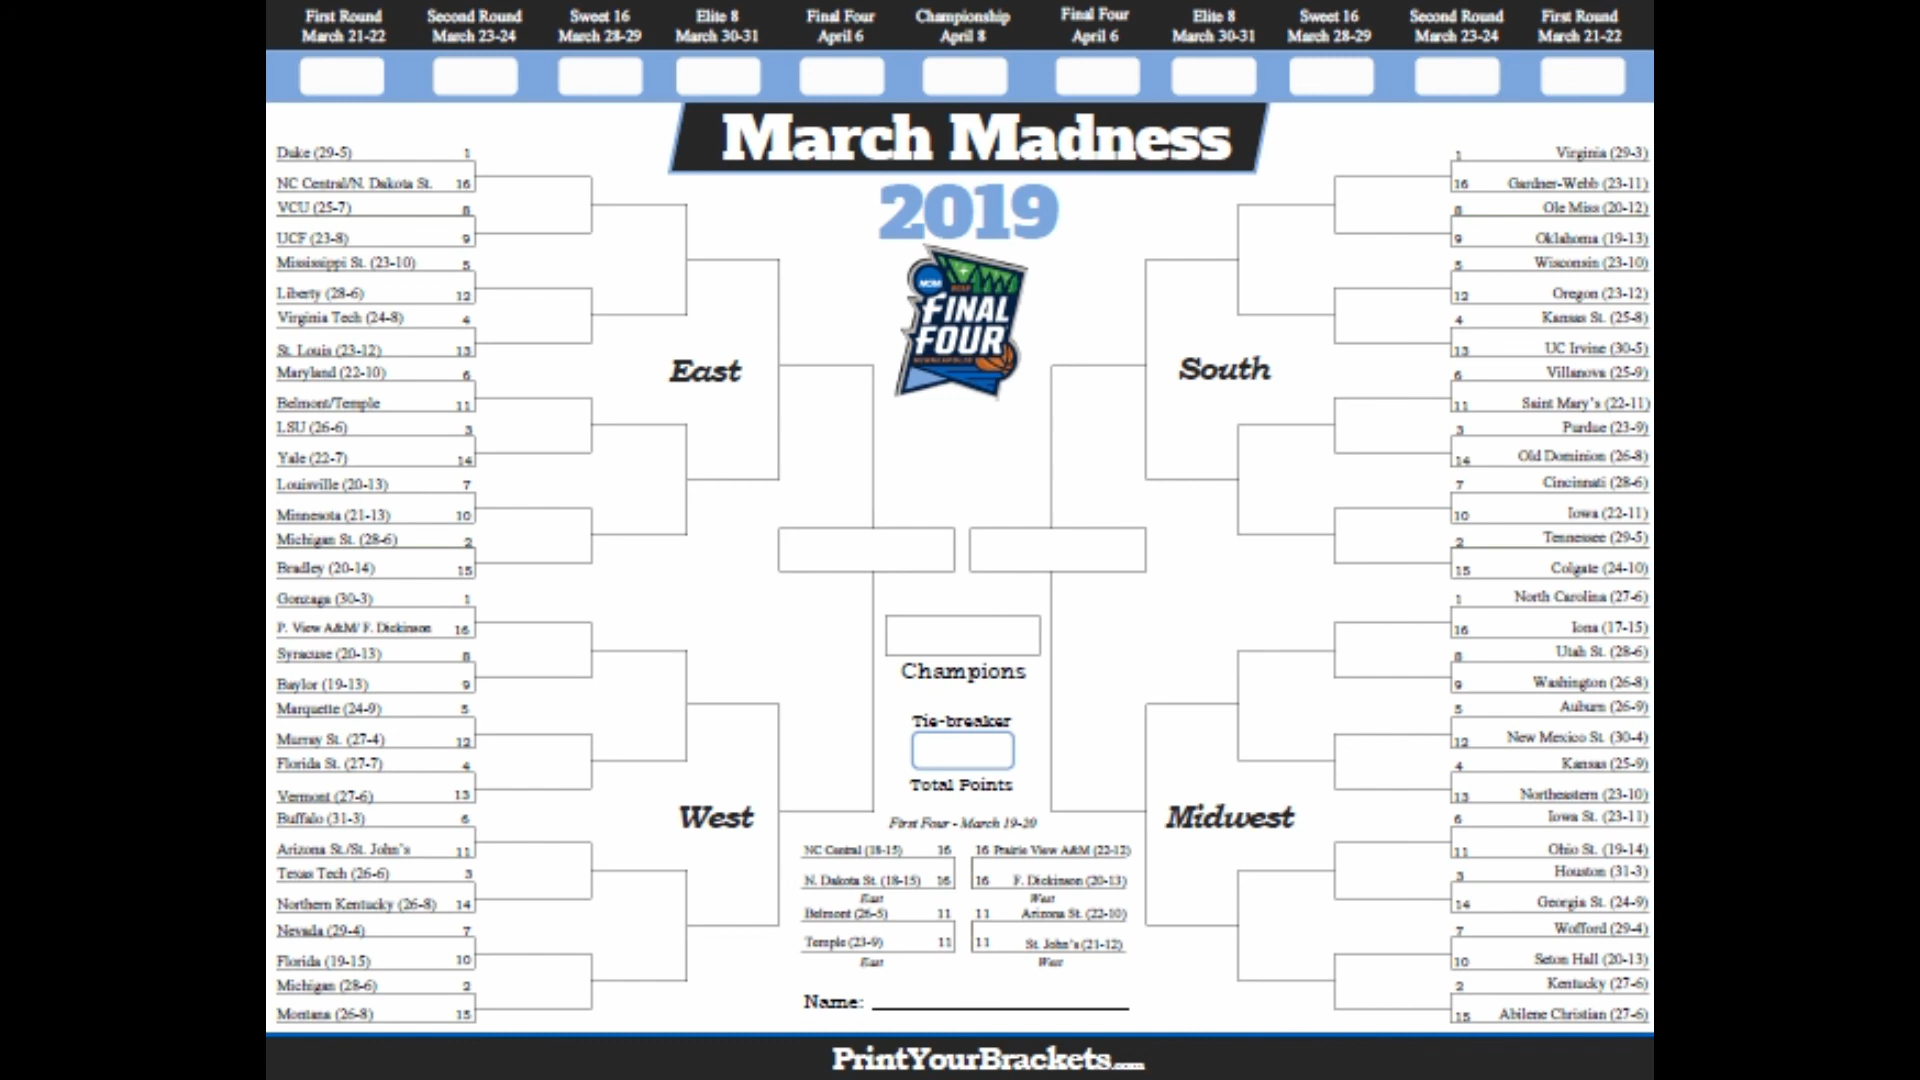 First Round Second Round Sweet 16 Elite 8 Final Four Championship Final Four Elite 8 Sweet 16 Second Round First Round
March 21-22 March 23-24 March 28-29 March 30-31 April 6 April 8 April 6 March 30-31 March 28-29 March 23-24 March 21-22
March Madness
2019
FINAL
FOUR
Duke (29-5) 1
NC Central/N. Dakota St. 16
VCU (25-7) 8
UCF (23-8) 9
Mississippi St. (23-10) 5
Liberty (28-6) 12
Virginia Tech (24-8) 4
St. Louis (23-12) 13
Maryland (22-10) 6
Belmont/Temple 11
LSU (26-6) 3
Yale (22-7) 14
Louisville (20-13) 7
Minnesota (21-13) 10
Michigan St. (28-6) 2
Bradley (20-14) 15
East
Gonzaga (30-3) 1
P. View A&M/ F. Dickinson 16
Syracuse (20-13) 8
Baylor (19-13) 9
Marquette (24-9) 5
Murray St. (27-4) 12
Florida St. (27-7) 4
Vermont (27-6) 13
Buffalo (31-3) 6
Arizona St./St. John's 11
Texas Tech (26-6) 3
Northern Kentucky (26-8) 14
Nevada (29-4) 7
Florida (19-15) 10
Michigan (28-6) 2
Montana (26-8) 15
West
1 Virginia (29-3)
16 Gardner-Webb (23-11)
8 Ole Miss (20-12)
9 Oklahoma (19-13)
5 Wisconsin (23-10)
12 Oregon (23-12)
4 Kansas St. (25-8)
13 UC Irvine (30-5)
6 Villanova (25-9)
11 Saint Mary's (22-11)
3 Purdue (23-9)
14 Old Dominion (26-8)
7 Cincinnati (28-6)
10 Iowa (22-11)
2 Tennessee (29-5)
15 Colgate (24-10)
South
1 North Carolina (27-6)
16 Iona (17-15)
8 Utah St. (28-6)
9 Washington (26-8)
5 Auburn (26-9)
12 New Mexico St. (30-4)
4 Kansas (25-9)
13 Northeastern (23-10)
6 Iowa St. (23-11)
11 Ohio St. (19-14)
3 Houston (31-3)
14 Georgia St. (24-9)
7 Wofford (29-4)
10 Seton Hall (20-13)
2 Kentucky (27-6)
15 Abilene Christian (27-6)
Midwest
Champions
Tie-breaker
Total Points
First Four - March 19-20
NC Central (18-15) 16 16 Prairie View A&M (22-12)
N. Dakota St. (18-15) 16 16 F. Dickinson (20-13)
East West
Belmont (26-5) 11 11 Arizona St. (22-10)
Temple (23-9) 11 11 St. John's (21-12)
East West
Name:
PrintYourBrackets.com